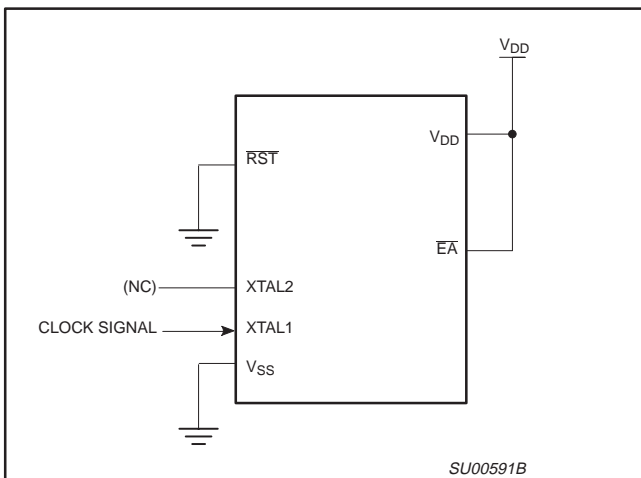 VDD
VDD
RST
EA
(NC)
XTAL2
CLOCK SIGNAL
XTAL1
VSS
SU00591B